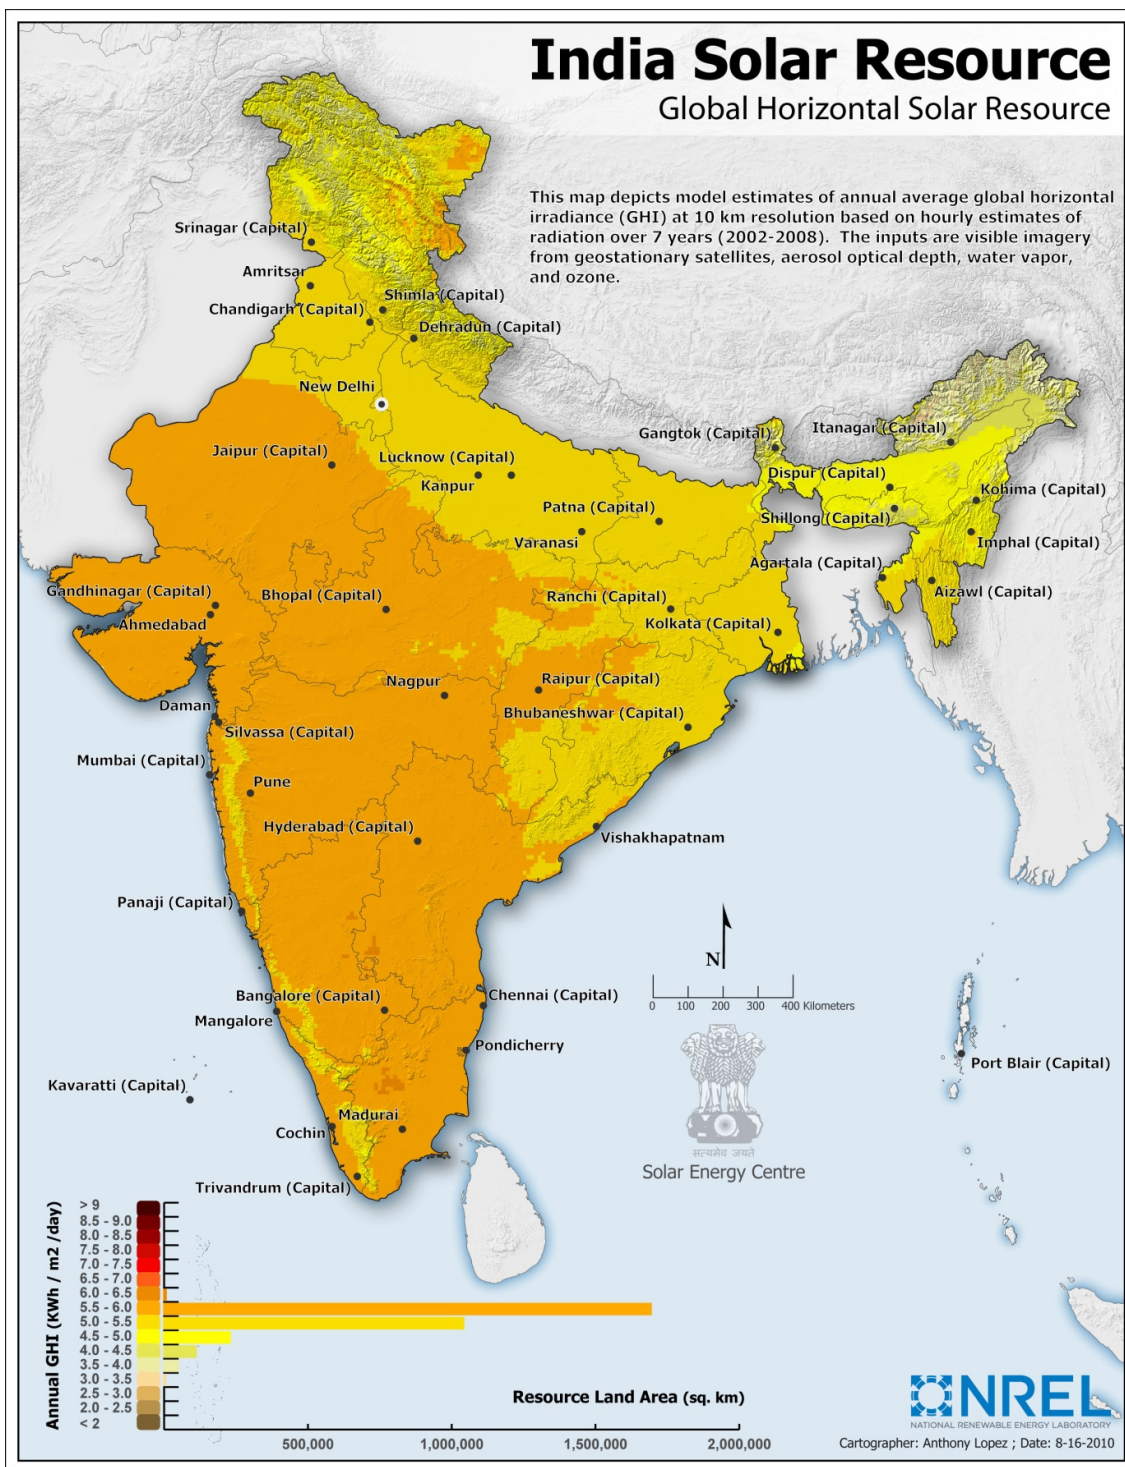 India Solar Resource
Global Horizontal Solar Resource
This map depicts model estimates of annual average global horizontal
irradiance (GHI) at 10 km resolution based on hourly estimates of
radiation over 7 years (2002-2008). The inputs are visible imagery
from geostationary satellites, aerosol optical depth, water vapor,
and ozone.
Srinagar (Capital)
Amritsar
Shimla (Capital)
Chandigarh (Capital)
Dehradun (Capital)
New Delhi
Jaipur (Capital)
Lucknow (Capital)
Kanpur
Gangtok (Capital)
Itanagar (Capital)
Dispur (Capital)
Kohima (Capital)
Patna (Capital)
Shillong (Capital)
Varanasi
Imphal (Capital)
Agartala (Capital)
Gandhinagar (Capital)
Bhopal (Capital)
Ranchi (Capital)
Aizawl (Capital)
Ahmedabad
Kolkata (Capital)
Nagpur
Raipur (Capital)
Daman
Bhubaneshwar (Capital)
Silvassa (Capital)
Mumbai (Capital)
Pune
Hyderabad (Capital)
Vishakhapatnam
Panaji (Capital)
N
Bangalore (Capital)
Chennai (Capital)
0 100 200 300 400 Kilometers
Mangalore
Pondicherry
Port Blair (Capital)
Kavaratti (Capital)
Madurai
Cochin
सत्यमेव जयते
Solar Energy Centre
Trivandrum (Capital)
Annual GHI (KWh / m2 /day)
> 9
8.5 - 9.0
8.0 - 8.5
7.5 - 8.0
7.0 - 7.5
6.5 - 7.0
6.0 - 6.5
5.5 - 6.0
5.0 - 5.5
4.5 - 5.0
4.0 - 4.5
3.5 - 4.0
3.0 - 3.5
2.5 - 3.0
2.0 - 2.5
< 2
Resource Land Area (sq. km)
500,000 1,000,000 1,500,000 2,000,000
NREL
NATIONAL RENEWABLE ENERGY LABORATORY
Cartographer: Anthony Lopez ; Date: 8-16-2010